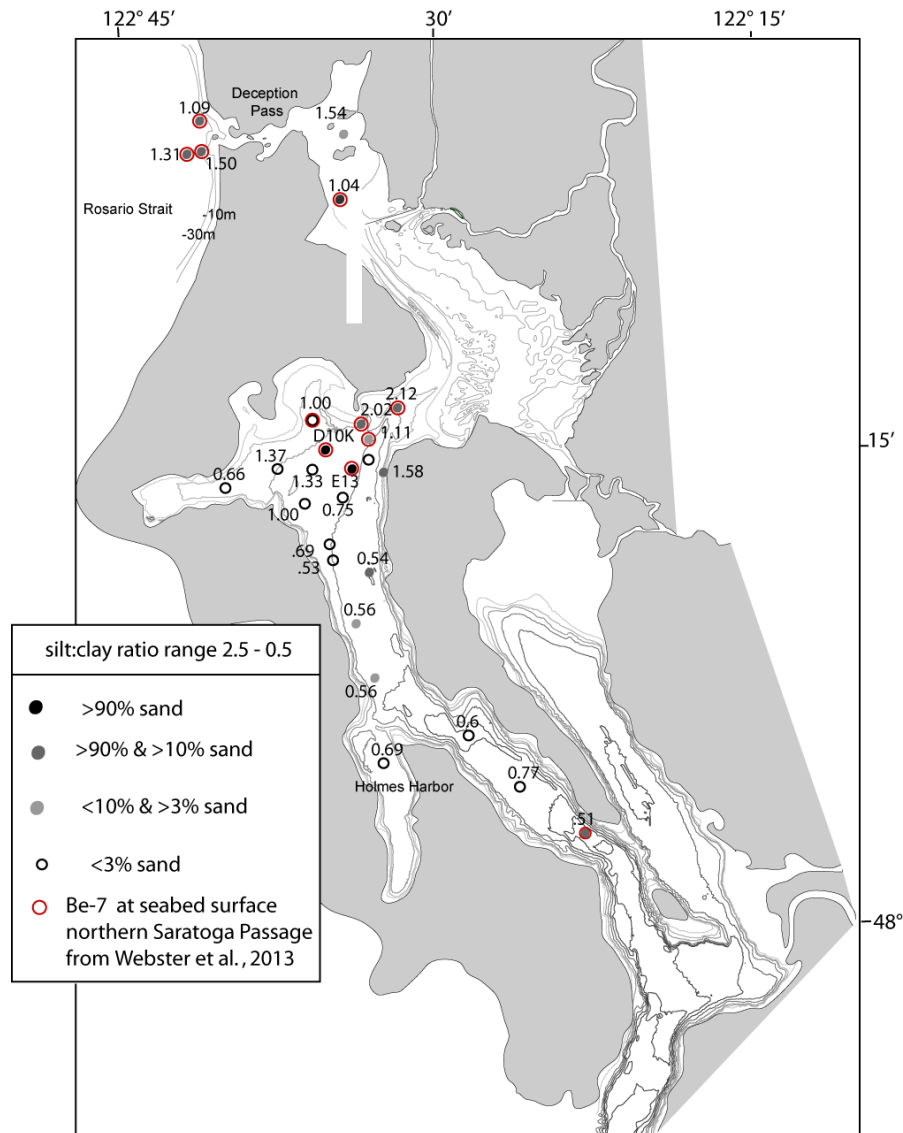 122° 45′
30′
122° 15′
Deception
Pass
1.09
1.54
1.31
1.50
1.04
Rosario Strait
-10m
-30m
2.12
1.00
2.02
D10K
1.11
15′
1.37
0.66
1.33
E13
1.58
1.00
0.75
.69
.53
0.54
0.56
silt:clay ratio range 2.5 - 0.5
0.56
>90% sand
0.6
>90% & >10% sand
0.69
0.77
Holmes Harbor
<10% & >3% sand
.51
<3% sand
Be-7 at seabed surface
northern Saratoga Passage
from Webster et al., 2013
48°